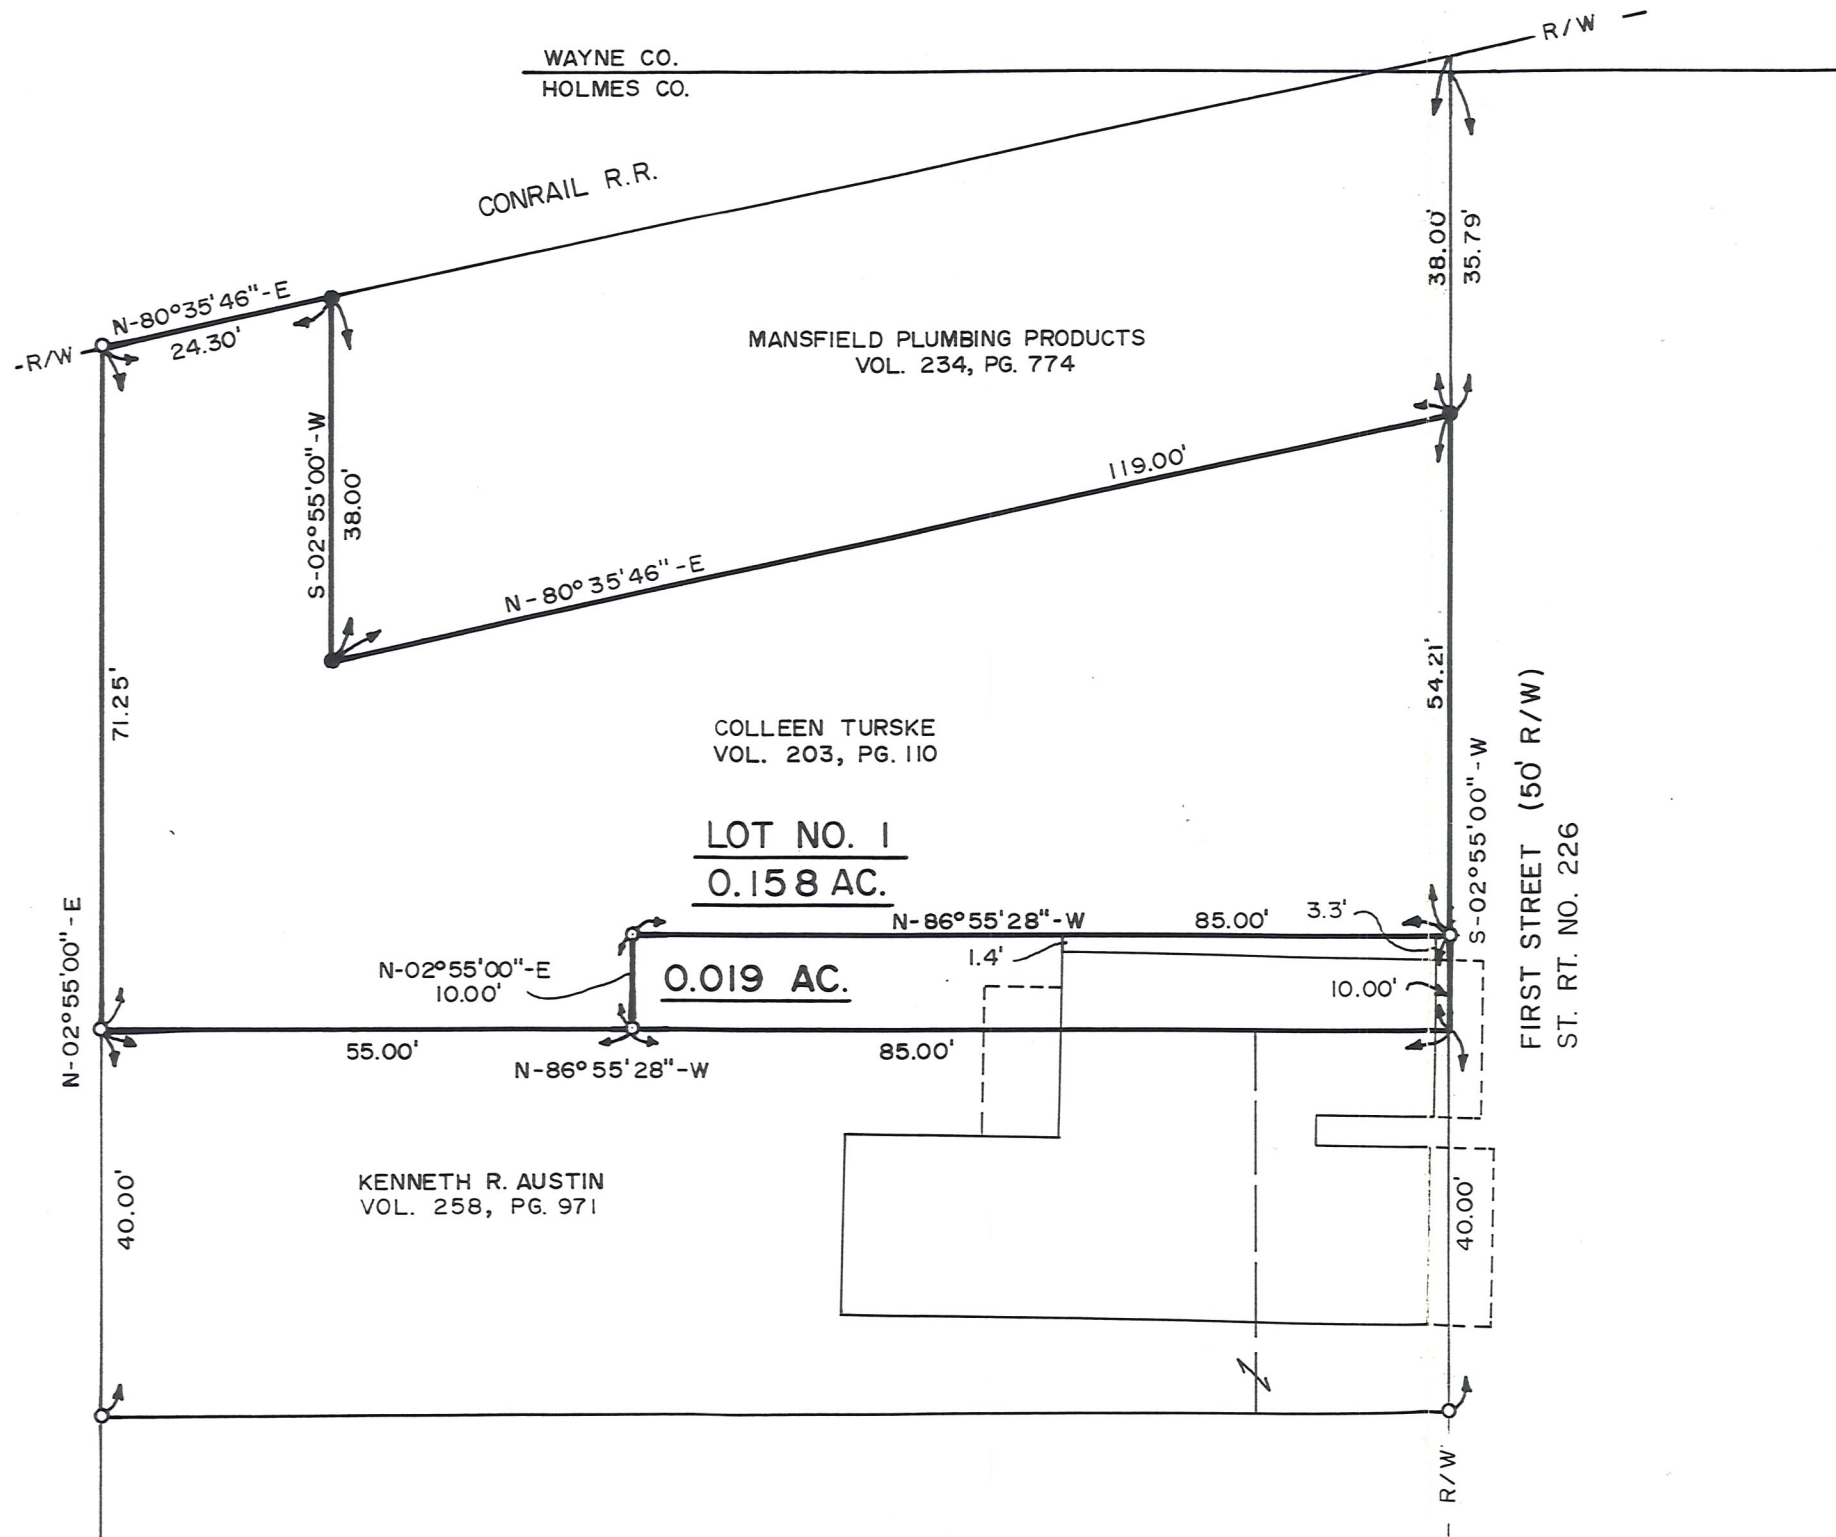 R/W
WAYNE CO.
HOLMES CO.
CONRAIL R.R.
38.00'
35.79'
N-80°35'46"-E
24.30'
-R/W
MANSFIELD PLUMBING PRODUCTS
VOL. 234, PG. 774
S-02°55'00"-W
38.00'
119.00'
N-80°35'46"-E
71.25'
54.21'
COLLEEN TURSKE
VOL. 203, PG. 110
FIRST STREET (50' R/W)
ST. RT. NO. 226
S-02°55'00"-W
LOT NO. 1
0.158 AC.
N-86°55'28"-W
85.00'
3.3'
1.4'
N-02°55'00"-E
N-02°55'00"-E
10.00'
0.019 AC.
10.00'
55.00'
85.00'
N-86°55'28"-W
KENNETH R. AUSTIN
VOL. 258, PG. 971
40.00'
40.00'
R/W